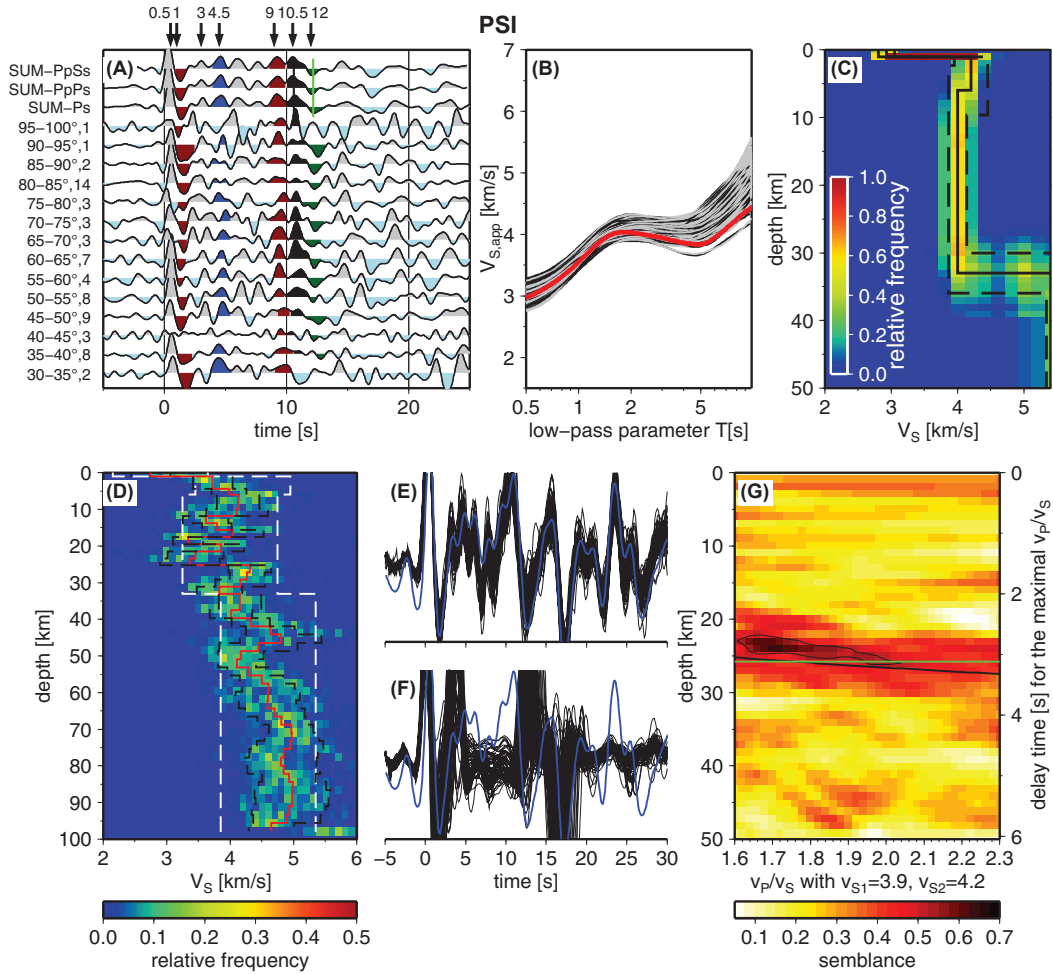 0.5 1 3 4.5 9 10.5 12
PSI
(A)
SUM–PpSs
SUM–PpPs
SUM–Ps
95–100°,1
90–95°,1
85–90°,2
80–85°,14
75–80°,3
70–75°,3
65–70°,3
60–65°,7
55–60°,4
50–55°,8
45–50°,9
40–45°,3
35–40°,8
30–35°,2
0 10 20
time [s]
(B)
7
6
5
4
3
2
VS,app [km/s]
0.5 1 2 5
low–pass parameter T[s]
(C)
0
10
20
30
40
50
depth [km]
1.0
0.8
0.6
0.4
0.2
0.0
relative frequency
2 3 4 5
VS [km/s]
(D)
0
10
20
30
40
50
60
70
80
90
100
depth [km]
2 3 4 5 6
VS [km/s]
0.0 0.1 0.2 0.3 0.4 0.5
relative frequency
(E)
(F)
–5 0 5 10 15 20 25 30
time [s]
(G)
0
10
20
30
40
50
depth [km]
0
2
4
6
delay time [s] for the maximal vP/vS
1.6 1.7 1.8 1.9 2.0 2.1 2.2 2.3
vP/vS with vS1=3.9, vS2=4.2
0.1 0.2 0.3 0.4 0.5 0.6 0.7
semblance